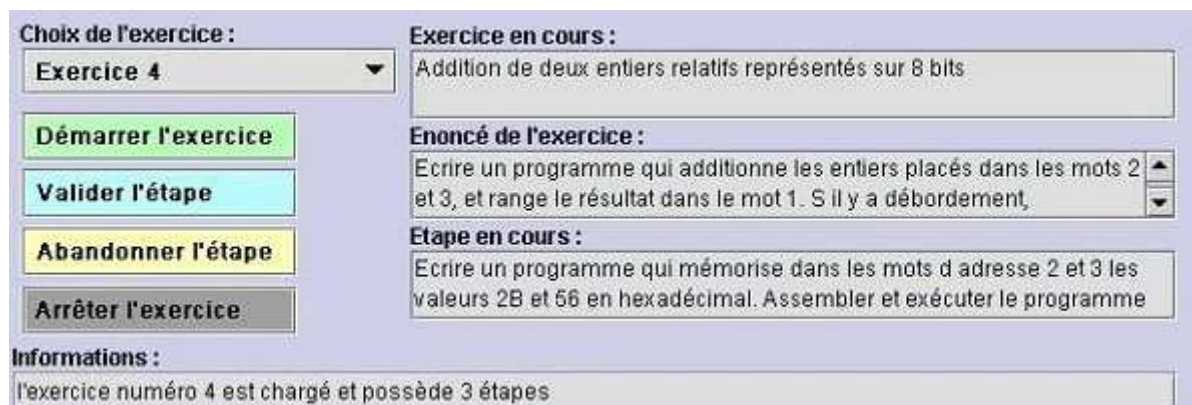 Choix de l'exercice :
Exercice 4
Démarrer l'exercice
Valider l'étape
Abandonner l'étape
Arrêter l'exercice
Exercice en cours :
Addition de deux entiers relatifs représentés sur 8 bits
Enoncé de l'exercice :
Ecrire un programme qui additionne les entiers placés dans les mots 2
et 3, et range le résultat dans le mot 1. S il y a débordement,
Etape en cours :
Ecrire un programme qui mémorise dans les mots d adresse 2 et 3 les
valeurs 2B et 56 en hexadécimal. Assembler et exécuter le programme
Informations :
l'exercice numéro 4 est chargé et possède 3 étapes